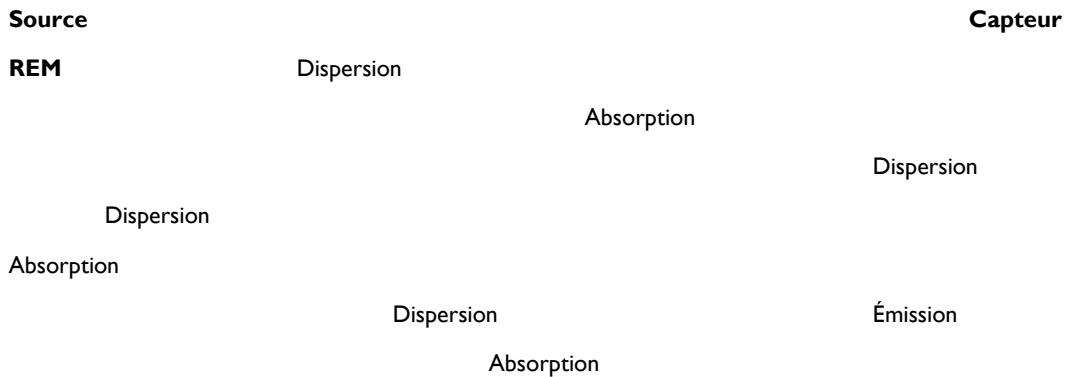 Source Capteur
REM Dispersion
Absorption
Dispersion
Dispersion
Absorption
Dispersion Émission
Absorption